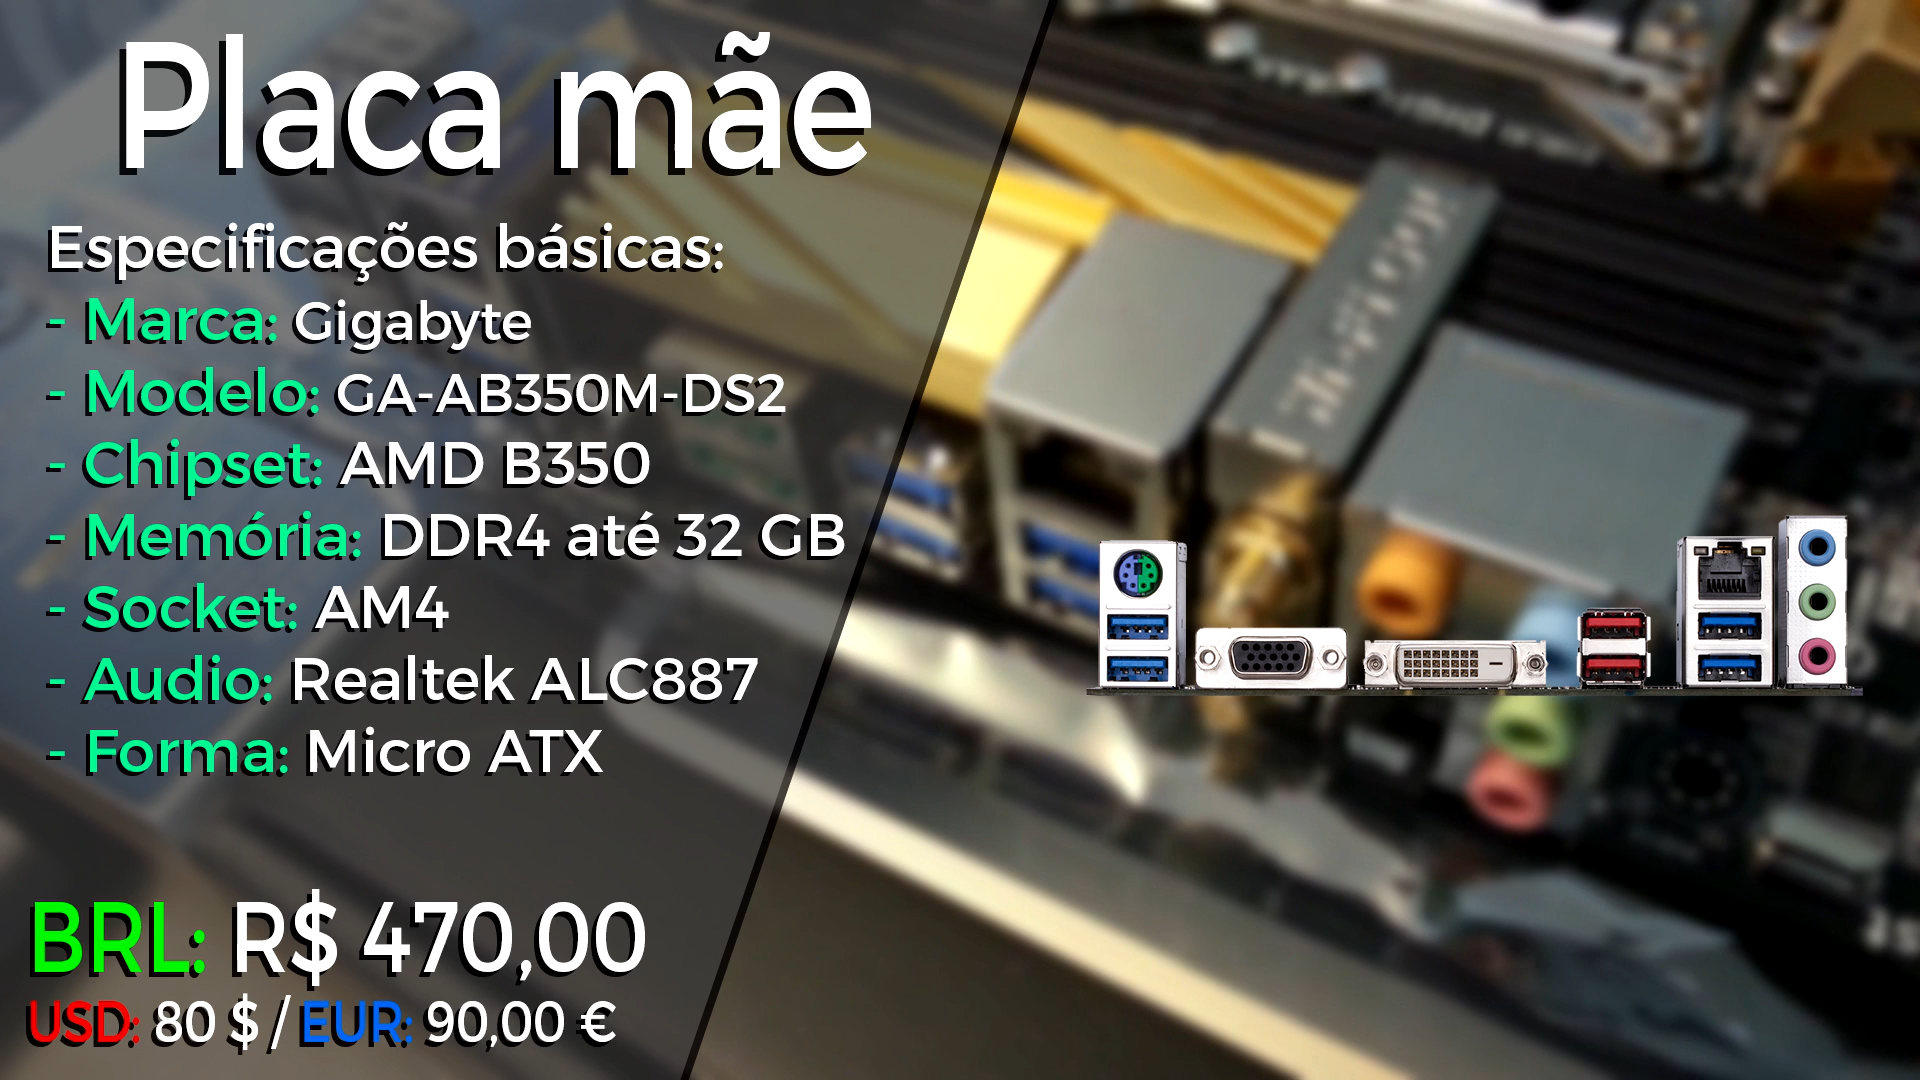 Placa mãe
Especificações básicas:
- Marca: Gigabyte
- Modelo: GA-AB350M-DS2
- Chipset: AMD B350
- Memória: DDR4 até 32 GB
- Socket: AM4
- Audio: Realtek ALC887
- Forma: Micro ATX
BRL: R$ 470,00
USD: 80 $ / EUR: 90,00 €